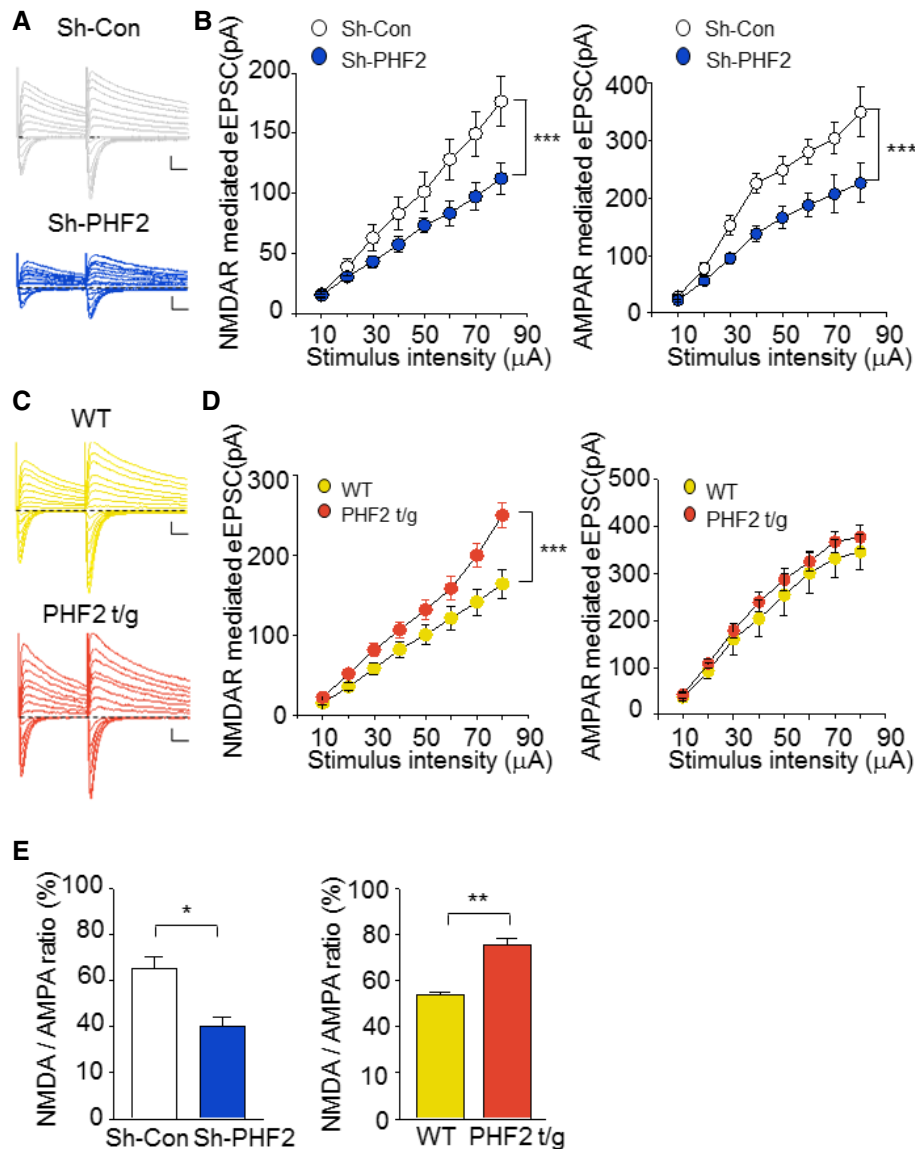 A
Sh-Con
Sh-PHF2
B
Sh-Con
Sh-PHF2
NMDAR mediated eEPSC(pA)
200
150
100
50
0
***
10 30 50 70 90
Stimulus intensity (μA)
AMPAR mediated eEPSC(pA)
400
300
200
100
0
***
10 30 50 70 90
Stimulus intensity (μA)
C
WT
PHF2 t/g
D
WT
PHF2 t/g
NMDAR mediated eEPSC(pA)
300
200
100
0
***
10 30 50 70 90
Stimulus intensity (μA)
WT
PHF2 t/g
AMPAR mediated eEPSC(pA)
500
400
300
200
100
0
10 30 50 70 90
Stimulus intensity (μA)
E
NMDA / AMPA ratio (%)
100
80
60
40
10
0
*
Sh-Con Sh-PHF2
NMDA / AMPA ratio (%)
100
80
60
40
10
0
**
WT PHF2 t/g